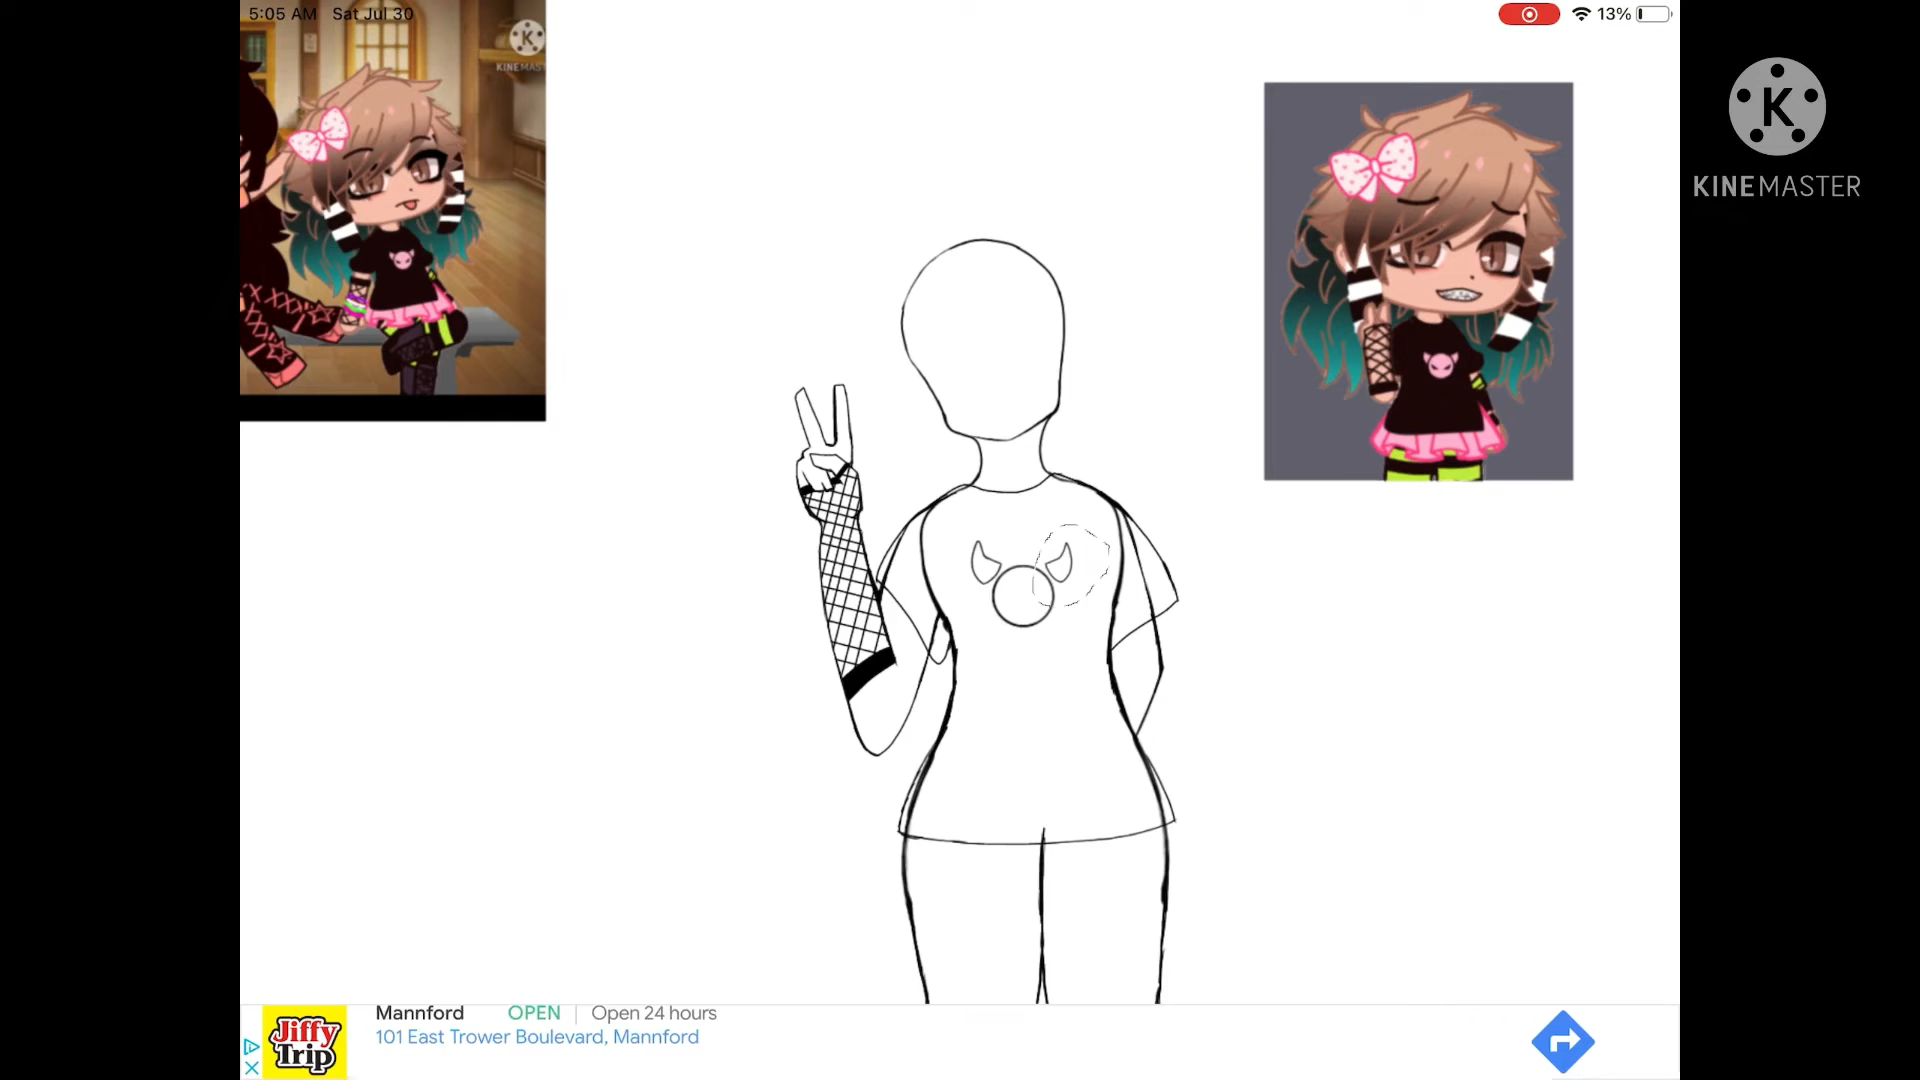 5:05 AM Sat Jul 30
13%
K
KINEMAST
K
KINEMASTER
Jiffy
Trip
Mannford OPEN Open 24 hours
101 East Trower Boulevard, Mannford